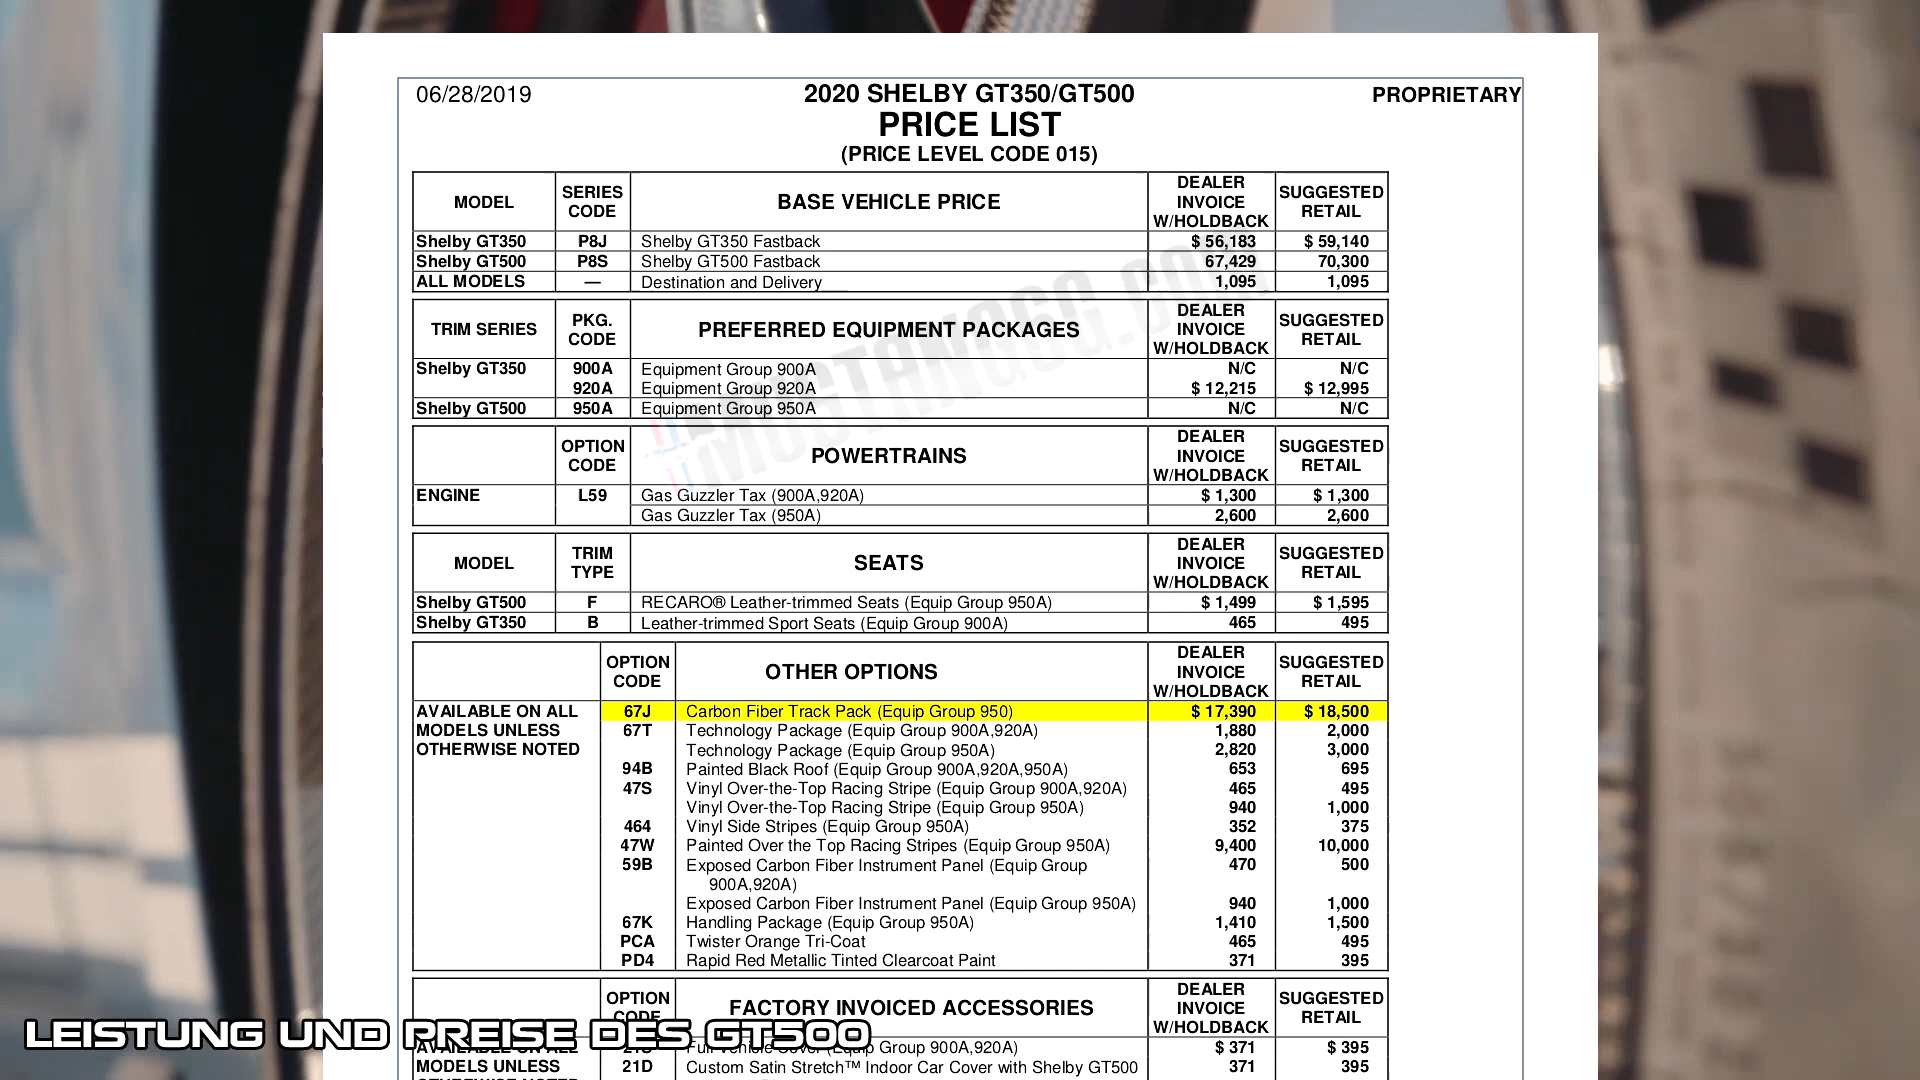 06/28/2019 2020 SHELBY GT350/GT500 PROPRIETARY
PRICE LIST
(PRICE LEVEL CODE 015)
MODEL SERIES CODE BASE VEHICLE PRICE DEALER INVOICE W/HOLDBACK SUGGESTED RETAIL
Shelby GT350 P8J Shelby GT350 Fastback $ 56,183 $ 59,140
Shelby GT500 P8S Shelby GT500 Fastback 67,429 70,300
ALL MODELS — Destination and Delivery 1,095 1,095
TRIM SERIES PKG. CODE PREFERRED EQUIPMENT PACKAGES DEALER INVOICE W/HOLDBACK SUGGESTED RETAIL
Shelby GT350 900A Equipment Group 900A N/C N/C
920A Equipment Group 920A $ 12,215 $ 12,995
Shelby GT500 950A Equipment Group 950A N/C N/C
OPTION CODE POWERTRAINS DEALER INVOICE W/HOLDBACK SUGGESTED RETAIL
ENGINE L59 Gas Guzzler Tax (900A,920A) $ 1,300 $ 1,300
Gas Guzzler Tax (950A) 2,600 2,600
MODEL TRIM TYPE SEATS DEALER INVOICE W/HOLDBACK SUGGESTED RETAIL
Shelby GT500 F RECARO® Leather-trimmed Seats (Equip Group 950A) $ 1,499 $ 1,595
Shelby GT350 B Leather-trimmed Sport Seats (Equip Group 900A) 465 495
OPTION CODE OTHER OPTIONS DEALER INVOICE W/HOLDBACK SUGGESTED RETAIL
AVAILABLE ON ALL 67J Carbon Fiber Track Pack (Equip Group 950) $ 17,390 $ 18,500
MODELS UNLESS 67T Technology Package (Equip Group 900A,920A) 1,880 2,000
OTHERWISE NOTED Technology Package (Equip Group 950A) 2,820 3,000
94B Painted Black Roof (Equip Group 900A,920A,950A) 653 695
47S Vinyl Over-the-Top Racing Stripe (Equip Group 900A,920A) 465 495
Vinyl Over-the-Top Racing Stripe (Equip Group 950A) 940 1,000
464 Vinyl Side Stripes (Equip Group 950A) 352 375
47W Painted Over the Top Racing Stripes (Equip Group 950A) 9,400 10,000
59B Exposed Carbon Fiber Instrument Panel (Equip Group 470 500
900A,920A)
Exposed Carbon Fiber Instrument Panel (Equip Group 950A) 940 1,000
67K Handling Package (Equip Group 950A) 1,410 1,500
PCA Twister Orange Tri-Coat 465 495
PD4 Rapid Red Metallic Tinted Clearcoat Paint 371 395
OPTION CODE FACTORY INVOICED ACCESSORIES DEALER INVOICE W/HOLDBACK SUGGESTED RETAIL
AVAILABLE ON ALL Full Vehicle Cover (Equip Group 900A,920A) $ 371 $ 395
MODELS UNLESS 21D Custom Satin Stretch™ Indoor Car Cover with Shelby GT500 371 395
MUSTANG6G.COM
LEISTUNG UND PREISE DES GT500